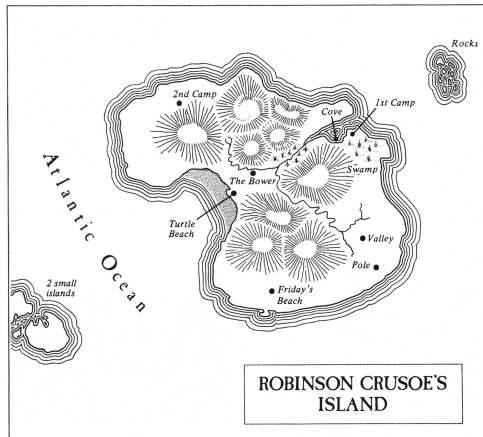 Rocks
2nd Camp
Cove
1st Camp
Swamp
The Bower
Turtle
Beach
Valley
Pole
Friday's
Beach
Atlantic Ocean
2 small
islands
ROBINSON CRUSOE'S
ISLAND